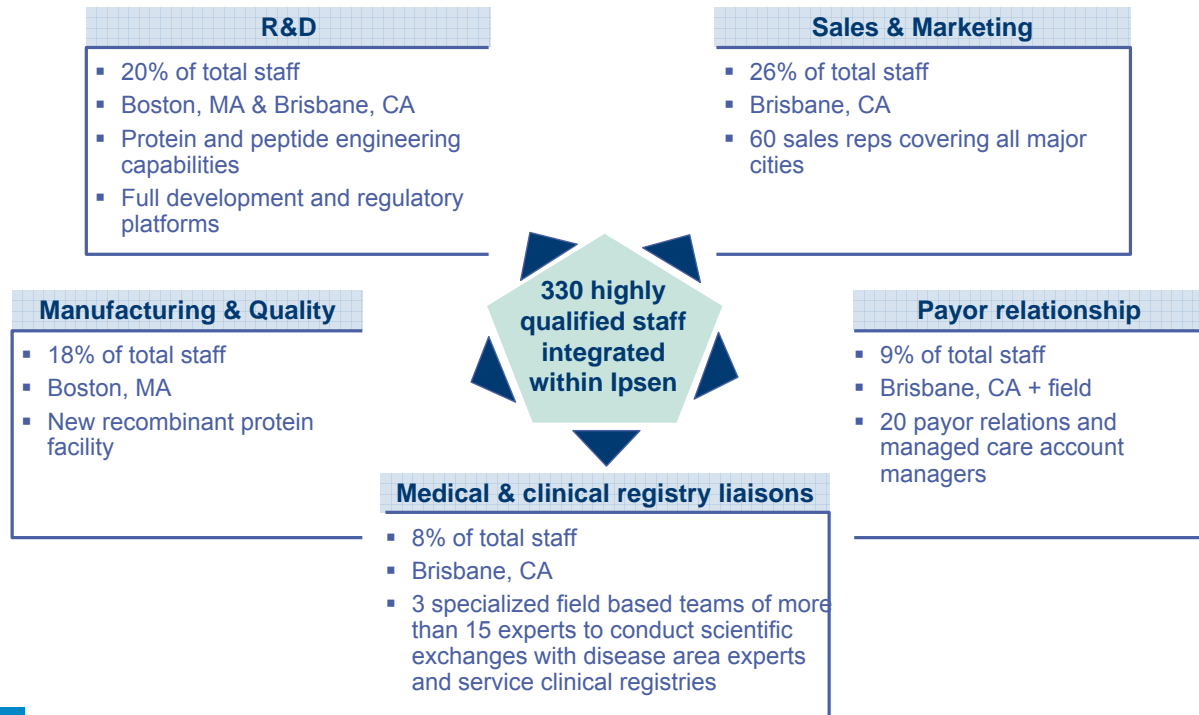 R&D
▪ 20% of total staff
▪ Boston, MA & Brisbane, CA
▪ Protein and peptide engineering
capabilities
▪ Full development and regulatory
platforms
Sales & Marketing
▪ 26% of total staff
▪ Brisbane, CA
▪ 60 sales reps covering all major
cities
330 highly
qualified staff
integrated
within Ipsen
Manufacturing & Quality
▪ 18% of total staff
▪ Boston, MA
▪ New recombinant protein
facility
Payor relationship
▪ 9% of total staff
▪ Brisbane, CA + field
▪ 20 payor relations and
managed care account
managers
Medical & clinical registry liaisons
▪ 8% of total staff
▪ Brisbane, CA
▪ 3 specialized field based teams of more
than 15 experts to conduct scientific
exchanges with disease area experts
and service clinical registries